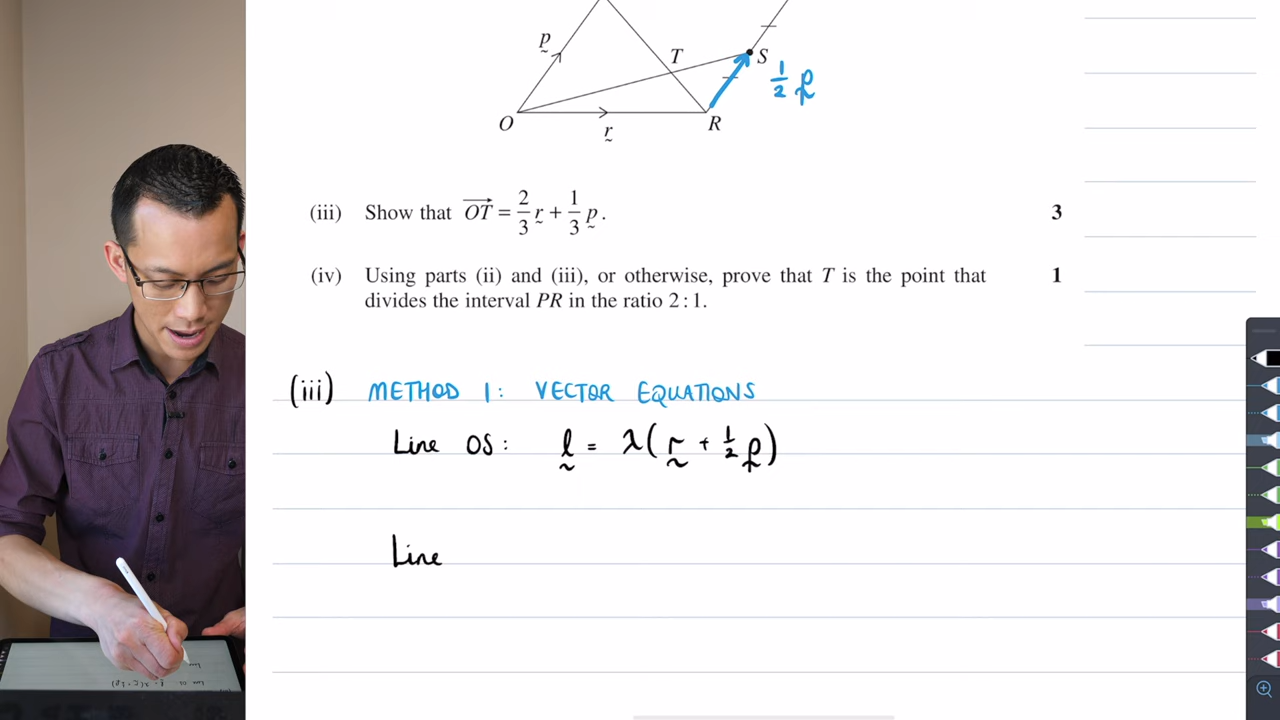 p
T
S
½ p
O
r
R
(iii) Show that OT = 2/3 r + 1/3 p. 3
(iv) Using parts (ii) and (iii), or otherwise, prove that T is the point that 1
divides the interval PR in the ratio 2 : 1.
(iii) METHOD 1: VECTOR EQUATIONS
Line OS: l = λ(r + ½ p)
Line